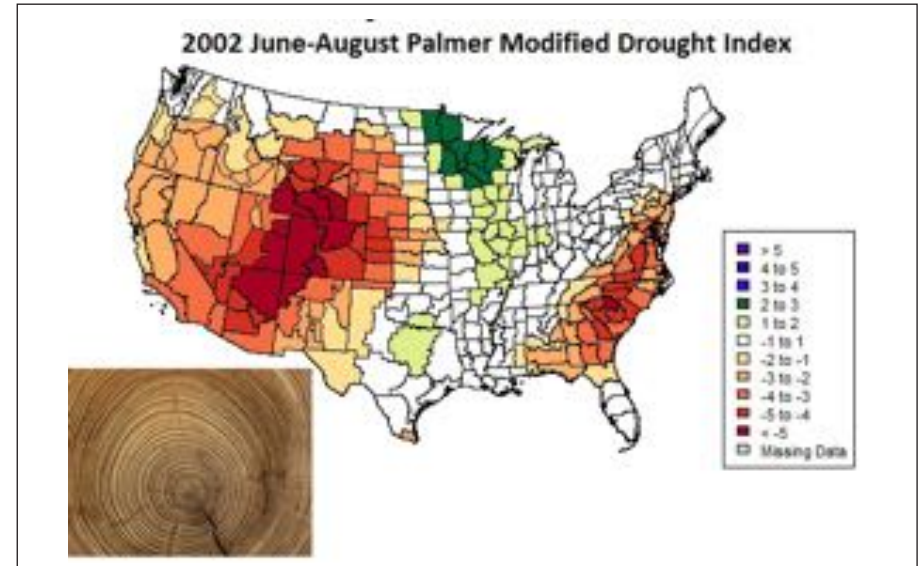 2002 June-August Palmer Modified Drought Index
> 5
4 to 5
3 to 4
2 to 3
1 to 2
-1 to 1
-2 to -1
-3 to -2
-4 to -3
-5 to -4
< -5
Missing Data